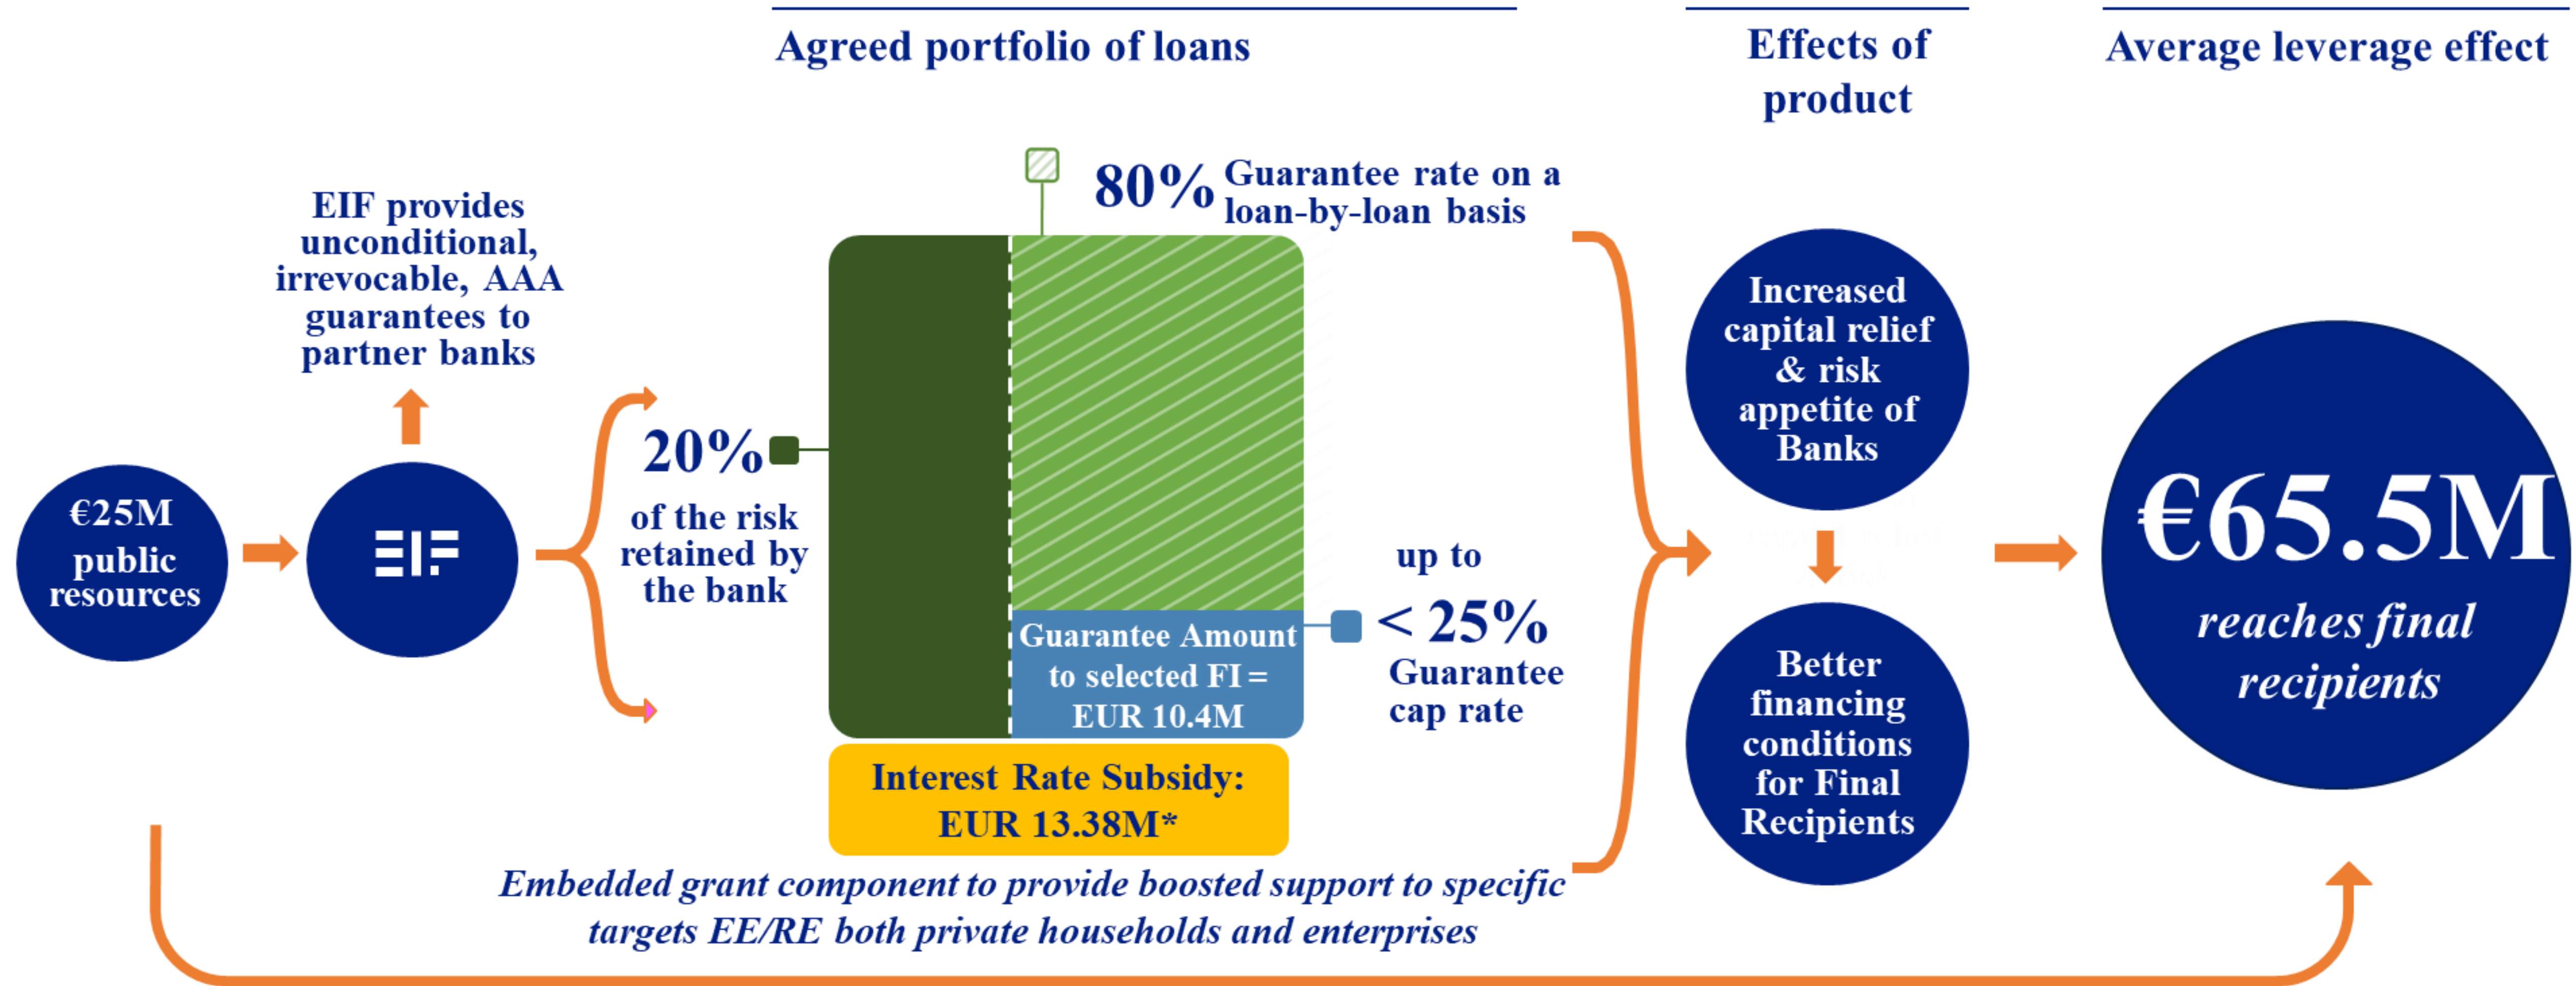 Agreed portfolio of loans
Effects of
product
Average leverage effect
€25M
public
resources
EIF provides
unconditional,
irrevocable, AAA
guarantees to
partner banks
EIF
20%
of the risk
retained by
the bank
80%
Guarantee rate on a
loan-by-loan basis
Guarantee Amount
to selected FI =
EUR 10.4M
up to
< 25%
Guarantee
cap rate
Interest Rate Subsidy:
EUR 13.38M*
Embedded grant component to provide boosted support to specific
targets EE/RE both private households and enterprises
Increased
capital relief
& risk
appetite of
Banks
Better
financing
conditions
for Final
Recipients
€65.5M
reaches final
recipients